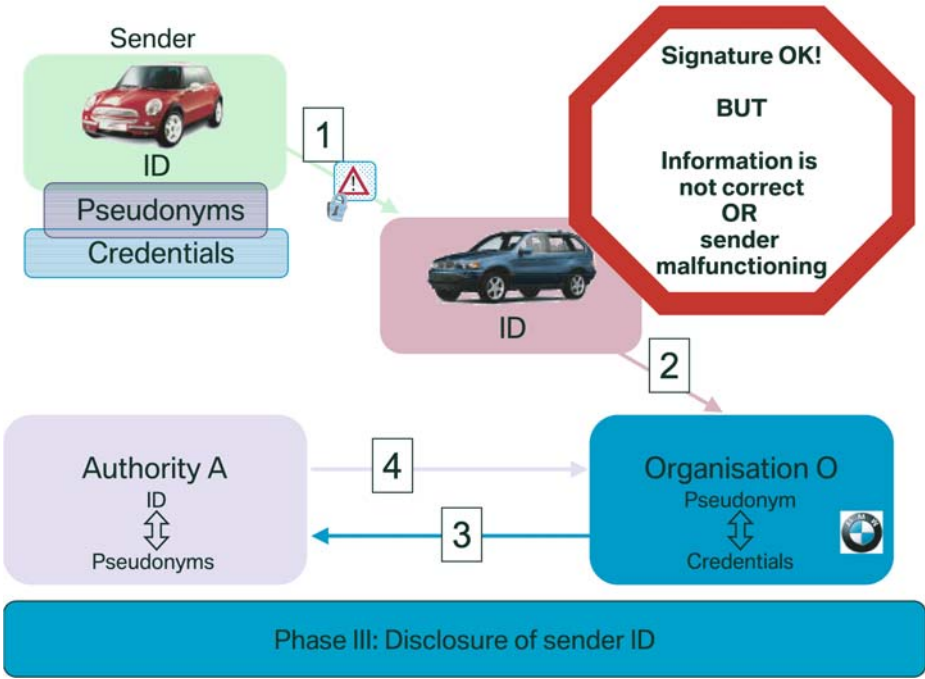 Sender
ID
Pseudonyms
Credentials
1
Signature OK!
BUT
Information is
not correct
OR
sender
malfunctioning
ID
2
Authority A
ID
Pseudonyms
4
3
Organisation O
Pseudonym
Credentials
BMW
Phase III: Disclosure of sender ID